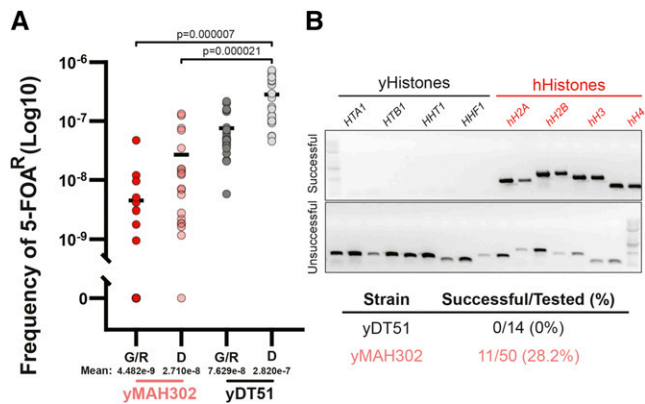 A
p=0.000007
p=0.000021
Frequency of 5-FOA^R (Log10)
10^-6
10^-7
10^-8
10^-9
0
G/R D G/R D
Mean: 4.482e-9 2.710e-8 7.629e-8 2.820e-7
yMAH302 yDT51
B
yHistones hHistones
HTA1 HTB1 HHT1 HHF1 hH2A hH2B hH3 hH4
Successful
Unsuccessful
Strain Successful/Tested (%)
yDT51 0/14 (0%)
yMAH302 11/50 (28.2%)